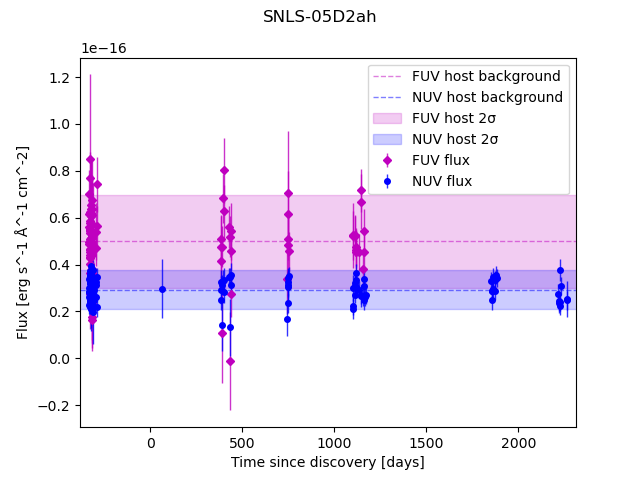 SNLS-05D2ah
1e−16
FUV host background
NUV host background
FUV host 2σ
NUV host 2σ
FUV flux
NUV flux
1.2
1.0
0.8
0.6
0.4
0.2
0.0
−0.2
Flux [erg s^-1 Å^-1 cm^-2]
0 500 1000 1500 2000
Time since discovery [days]